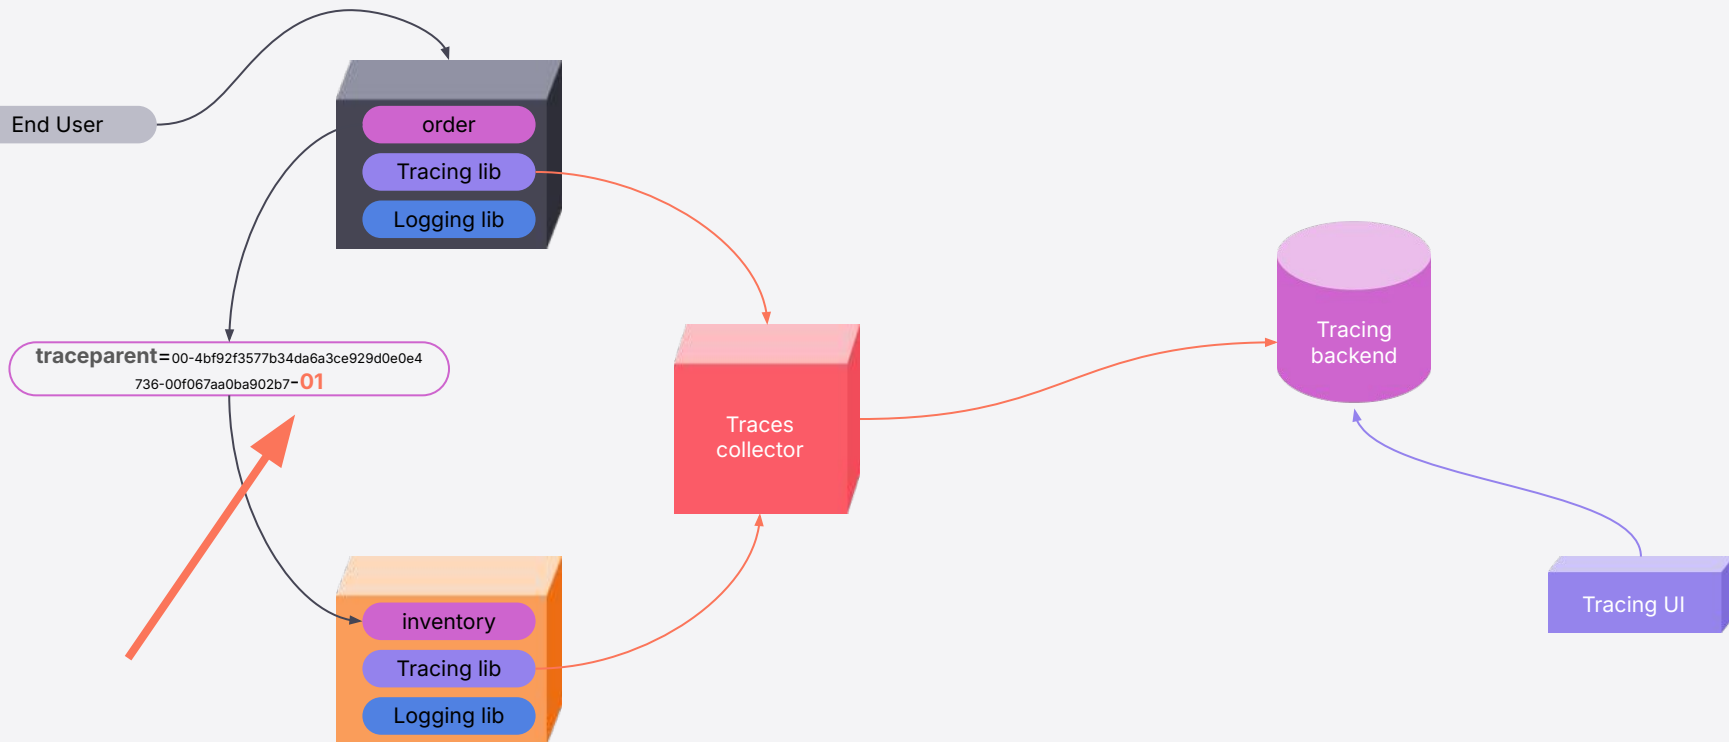 End User
order
Tracing lib
Logging lib
traceparent=00-4bf92f3577b34da6a3ce929d0e0e4
736-00f067aa0ba902b7-01
Traces
collector
Tracing
backend
Tracing UI
inventory
Tracing lib
Logging lib